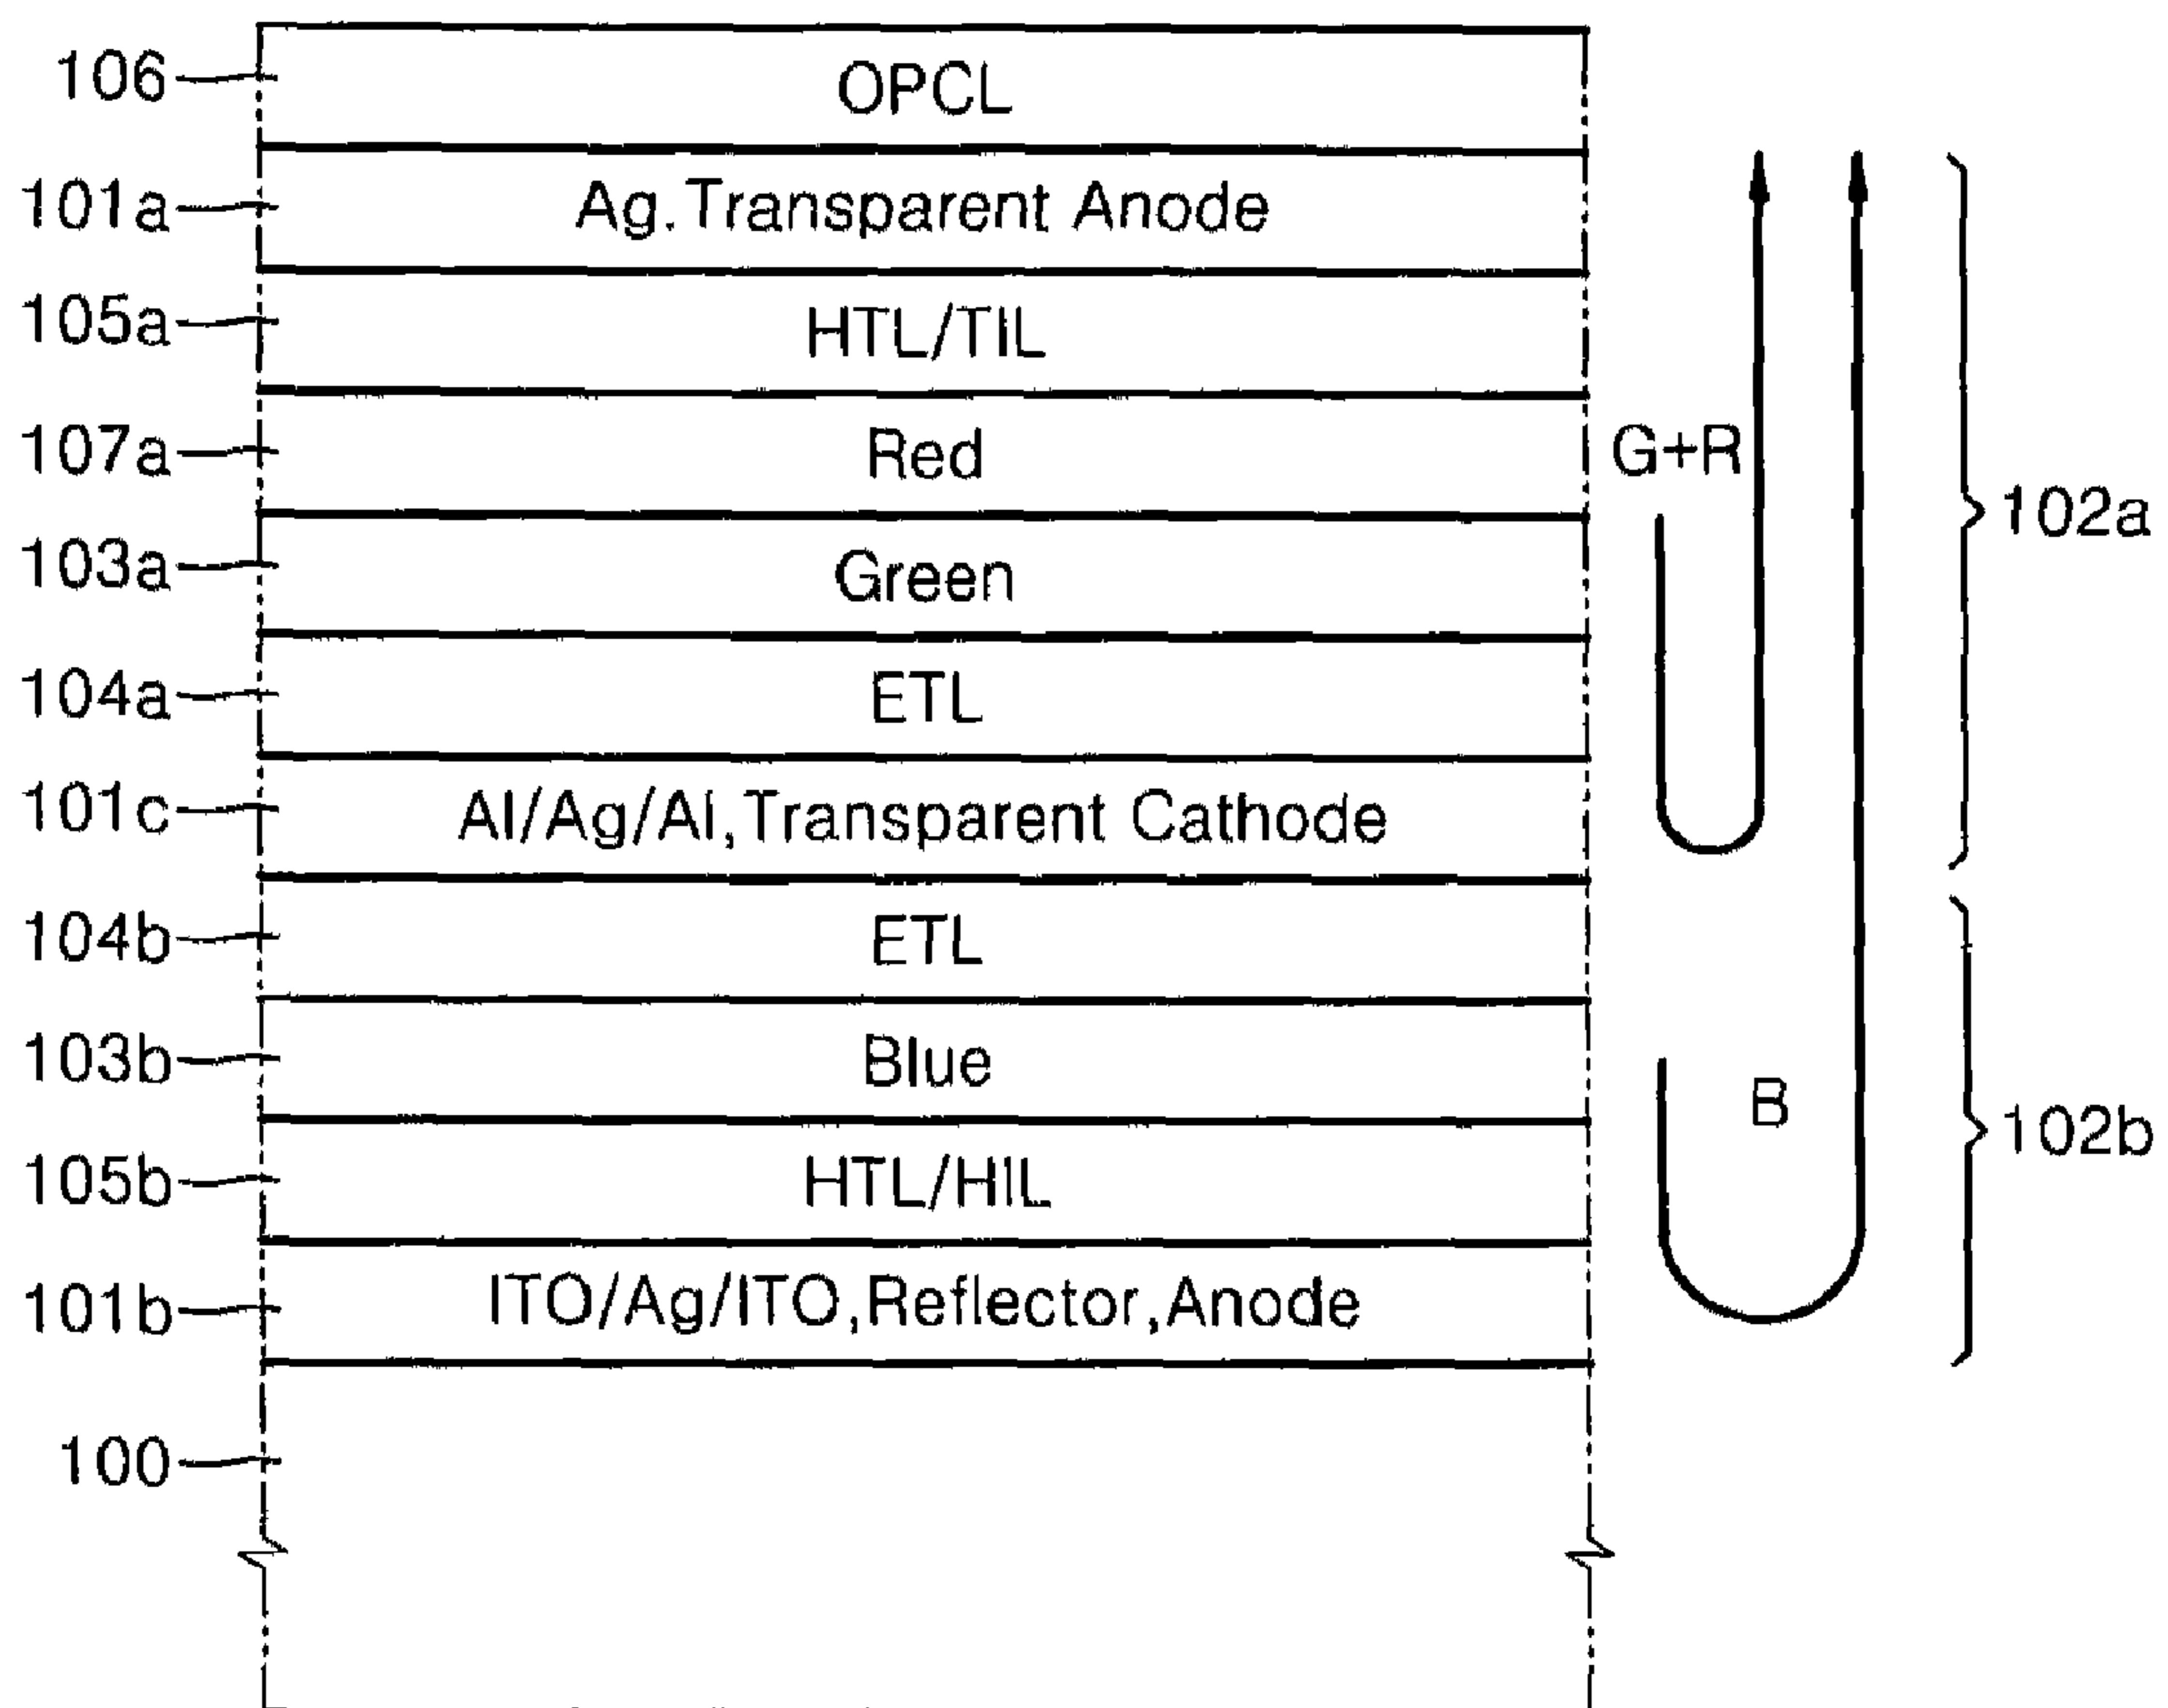 106 OPCL
101a Ag.Transparent Anode
105a HTL/TIL
107a Red
G+R
102a
103a Green
104a ETL
101c Al/Ag/Al,Transparent Cathode
104b ETL
103b Blue
B
102b
105b HTL/HIL
101b ITO/Ag/ITO,Reflector,Anode
100